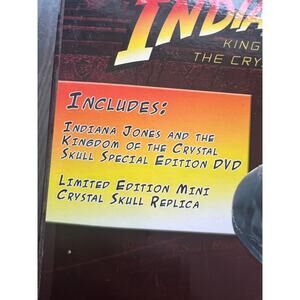 INDIA
KING
THE CRY
INCLUDES:
INDIANA JONES AND THE
KINGDOM OF THE CRYSTAL
SKULL SPECIAL EDITION DVD
LIMITED EDITION MINI
CRYSTAL SKULL REPLICA